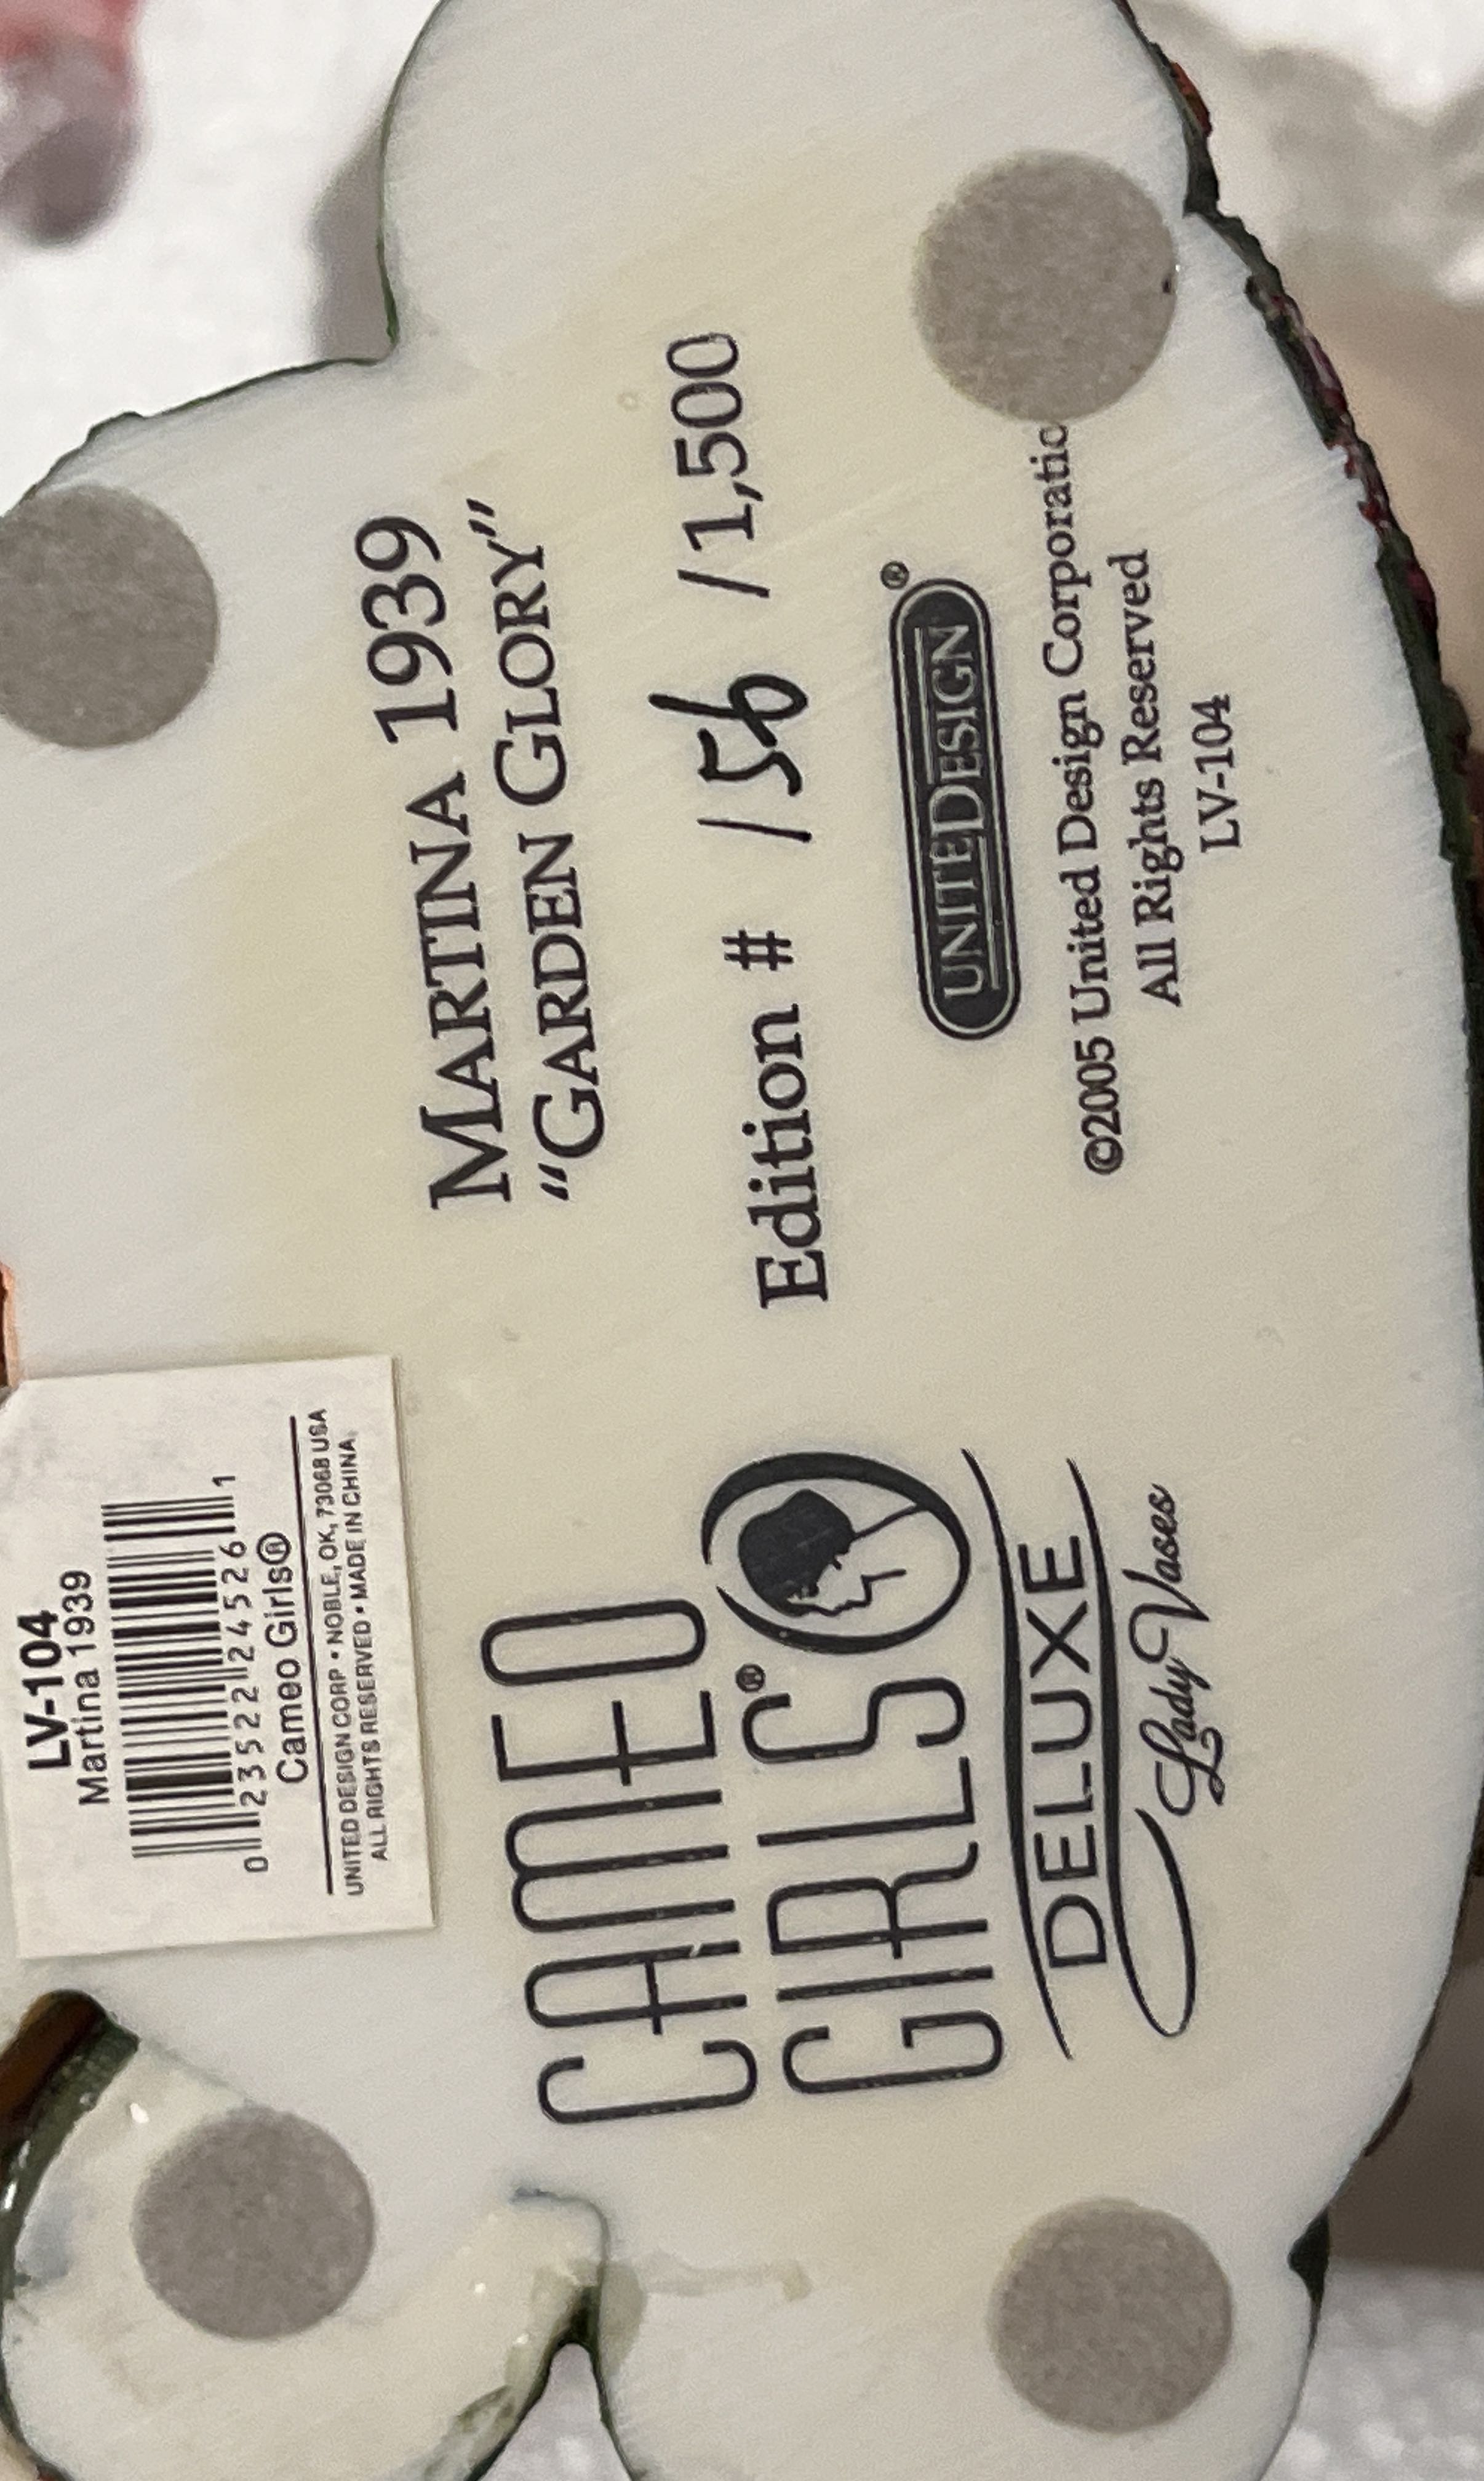 LV-104
Martina 1939
0 23522 24526 1
Cameo Girls®
UNITED DESIGN CORP • NOBLE, OK, 73068 USA
ALL RIGHTS RESERVED • MADE IN CHINA
MARTINA 1939
“GARDEN GLORY”
Edition # 156 /1,500
UNITED DESIGN®
©2005 United Design Corporatio
All Rights Reserved
LV-104
CAMEO
GIRLS®
DELUXE
Lady Vases